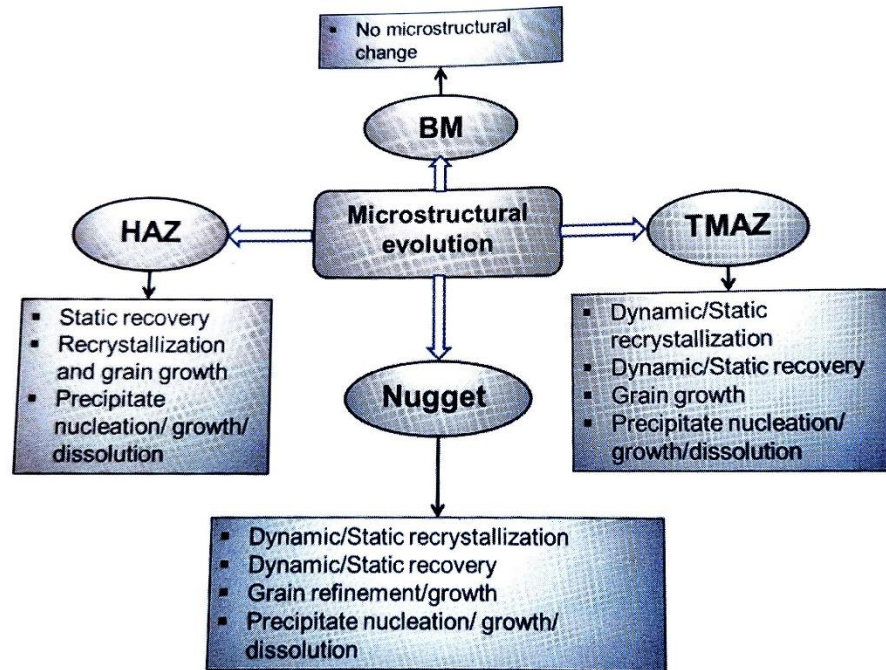 ▪ No microstructural
change
BM
Microstructural
evolution
HAZ
TMAZ
▪ Static recovery
▪ Recrystallization
and grain growth
▪ Precipitate
nucleation/ growth/
dissolution
▪ Dynamic/Static
recrystallization
▪ Dynamic/Static recovery
▪ Grain growth
▪ Precipitate nucleation/
growth/dissolution
Nugget
▪ Dynamic/Static recrystallization
▪ Dynamic/Static recovery
▪ Grain refinement/growth
▪ Precipitate nucleation/ growth/
dissolution